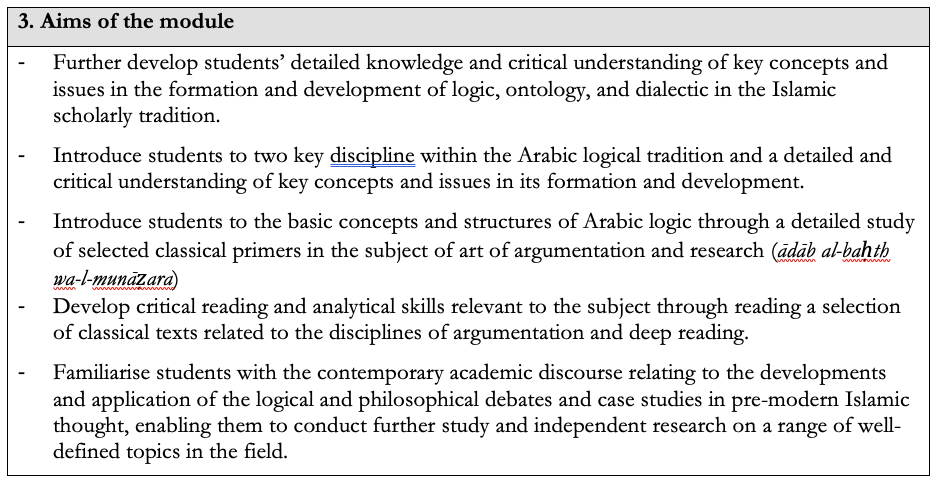 3. Aims of the module
- Further develop students’ detailed knowledge and critical understanding of key concepts and
issues in the formation and development of logic, ontology, and dialectic in the Islamic
scholarly tradition.
- Introduce students to two key discipline within the Arabic logical tradition and a detailed and
critical understanding of key concepts and issues in its formation and development.
- Introduce students to the basic concepts and structures of Arabic logic through a detailed study
of selected classical primers in the subject of art of argumentation and research (ādāb al-baḥth
wa-l-munāẓara)
- Develop critical reading and analytical skills relevant to the subject through reading a selection
of classical texts related to the disciplines of argumentation and deep reading.
- Familiarise students with the contemporary academic discourse relating to the developments
and application of the logical and philosophical debates and case studies in pre-modern Islamic
thought, enabling them to conduct further study and independent research on a range of well-
defined topics in the field.